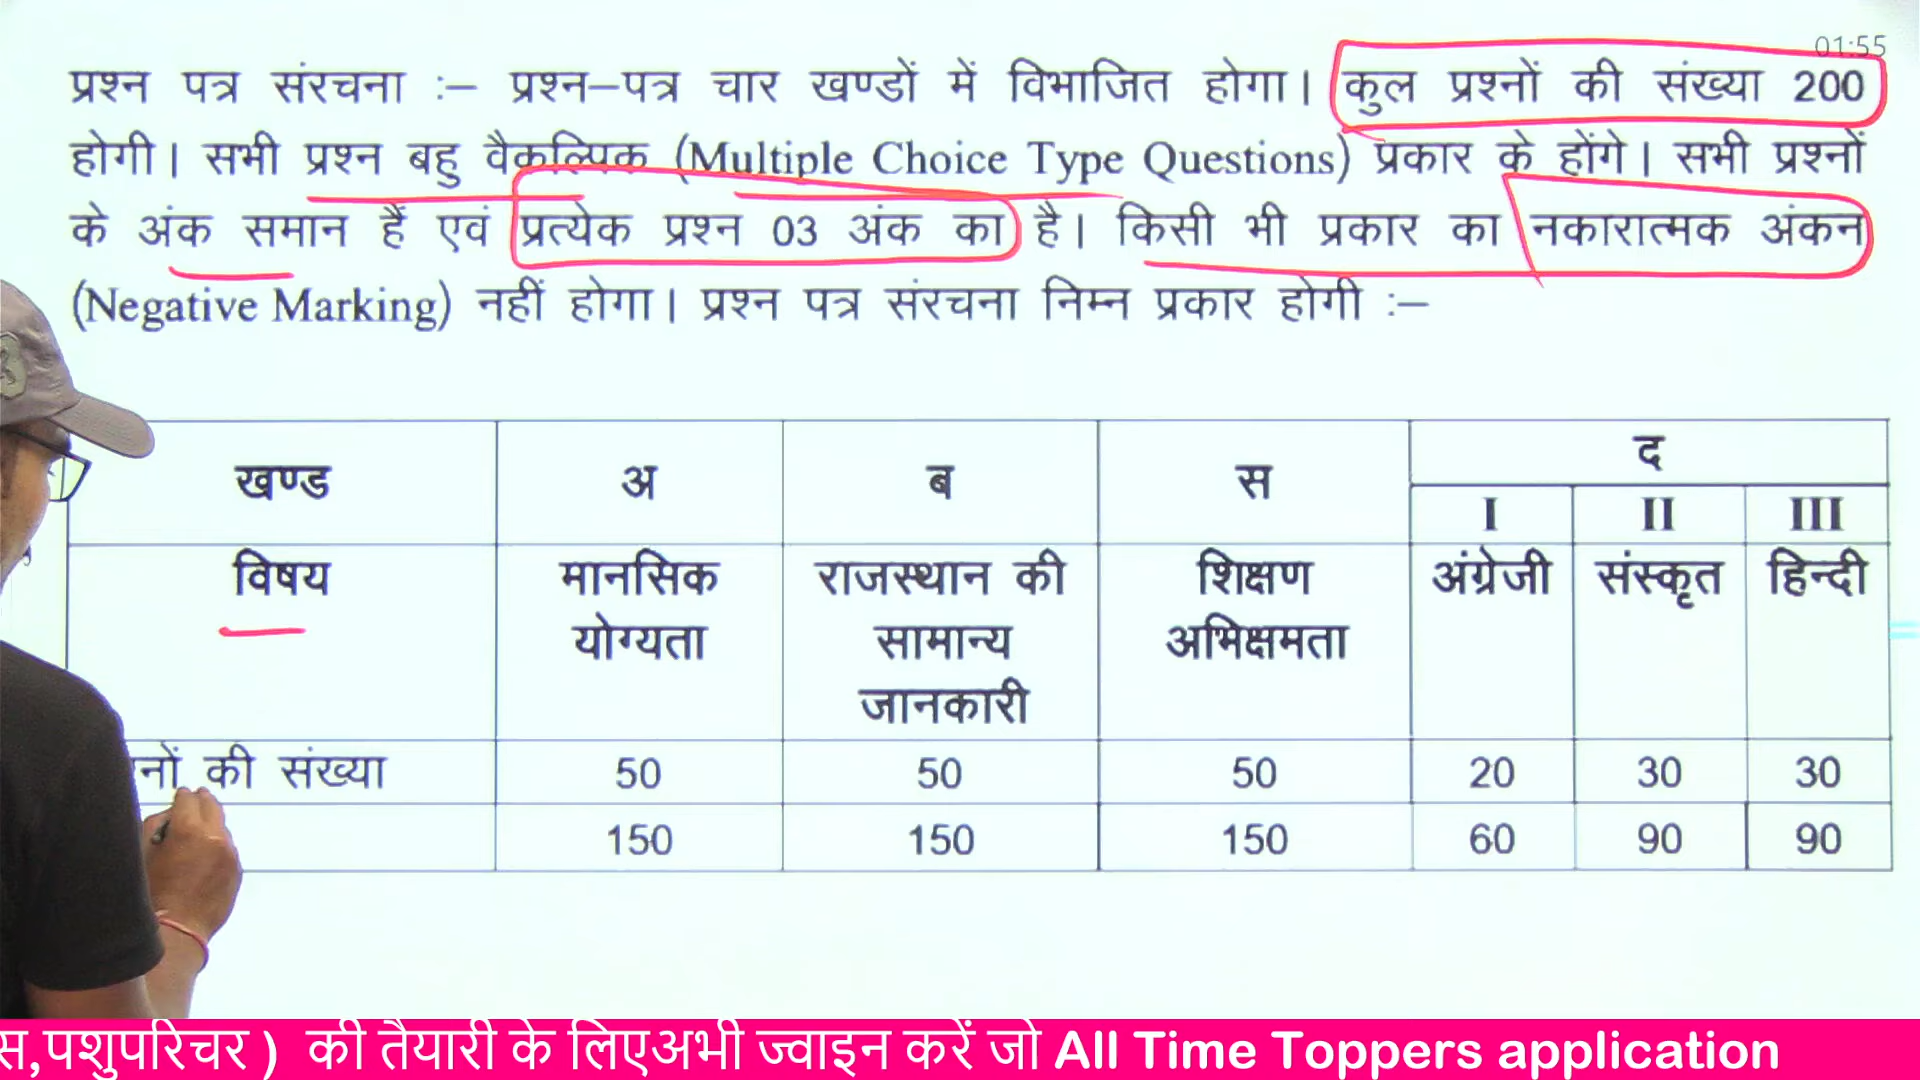 01:55
प्रश्न पत्र संरचना :– प्रश्न–पत्र चार खण्डों में विभाजित होगा। कुल प्रश्नों की संख्या 200
होगी। सभी प्रश्न बहु वैकल्पिक (Multiple Choice Type Questions) प्रकार के होंगे। सभी प्रश्नों
के अंक समान हैं एवं प्रत्येक प्रश्न 03 अंक का है। किसी भी प्रकार का नकारात्मक अंकन
(Negative Marking) नहीं होगा। प्रश्न पत्र संरचना निम्न प्रकार होगी :–
खण्ड अ ब स द
I II III
विषय मानसिक राजस्थान की शिक्षण अंग्रेजी संस्कृत हिन्दी
योग्यता सामान्य अभिक्षमता
जानकारी
की संख्या 50 50 50 20 30 30
150 150 150 60 90 90
स,पशुपरिचर ) की तैयारी के लिएअभी ज्वाइन करें जो All Time Toppers application